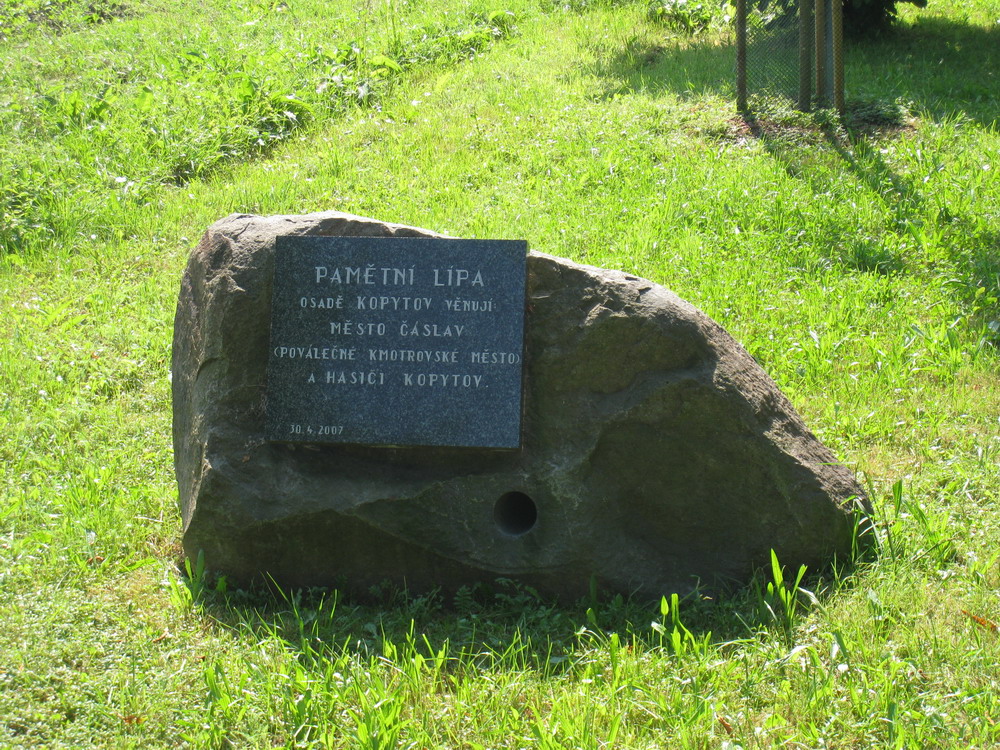 PAMĚTNÍ LÍPA
OSADĚ KOPYTOV VĚNUJÍ
MĚSTO ČÁSLAV
(POVÁLEČNÉ KMOTROVSKÉ MĚSTO)
A HASIČI KOPYTOV.
30.4.2007